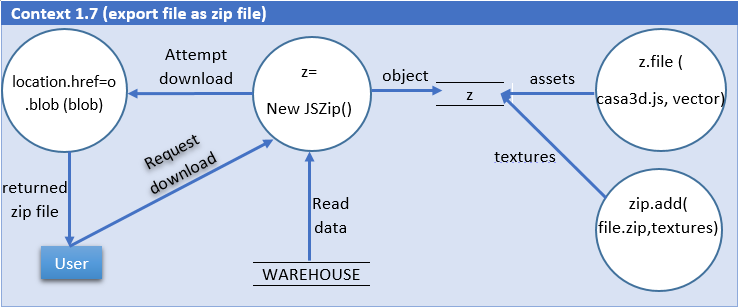 Context 1.7 (export file as zip file)
location.href=o
.blob (blob)
Attempt
download
z=
New JSZip()
object
z
assets
z.file (
casa3d.js, vector)
textures
zip.add(
file.zip,textures)
Request
download
returned
zip file
User
Read
data
WAREHOUSE